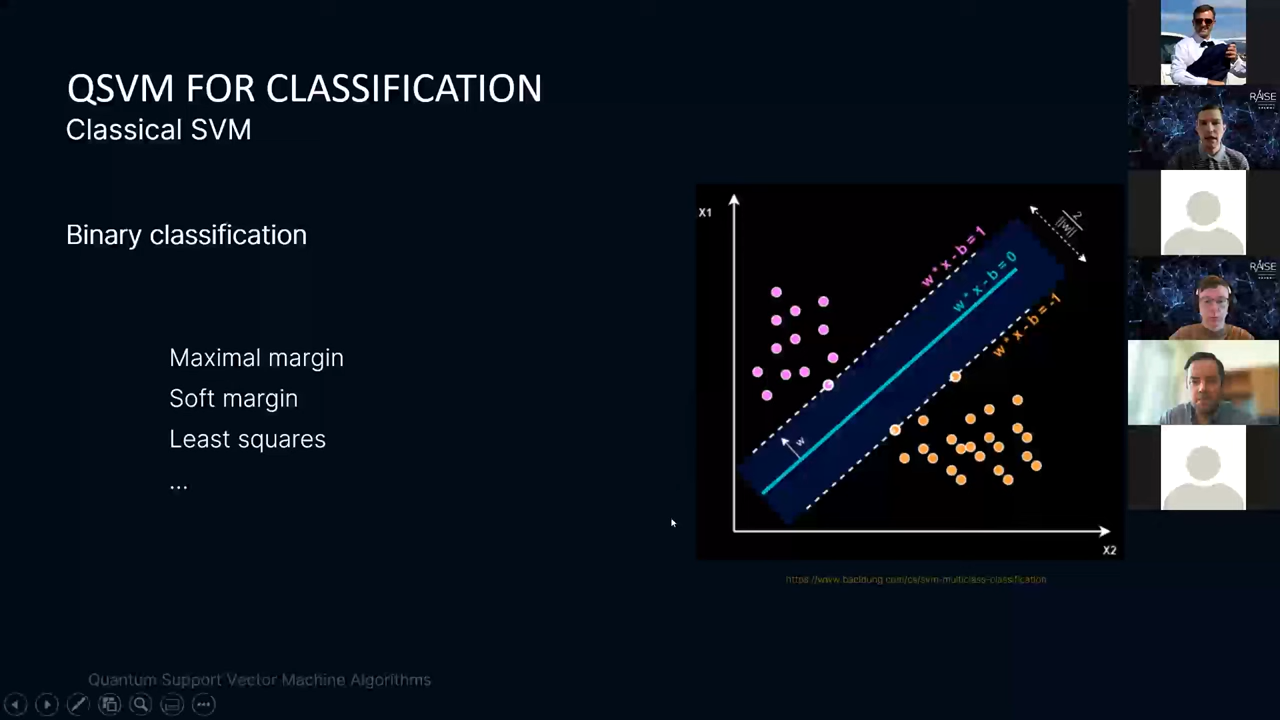 QSVM FOR CLASSIFICATION
Classical SVM
Binary classification
Maximal margin
Soft margin
Least squares
...
X1
w * x - b = 1
w * x - b = 0
w * x - b = -1
2
||w||
w
X2
https://www.baeldung.com/cs/svm-multiclass-classification
Quantum Support Vector Machine Algorithms
RAISE
RAISE